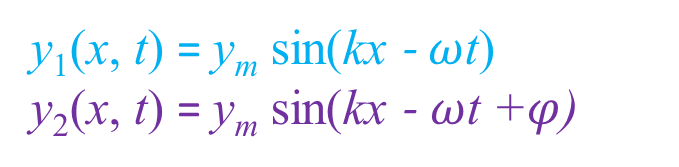 y₁(x, t) = yₘ sin(kx - ωt)
y₂(x, t) = yₘ sin(kx - ωt +φ)